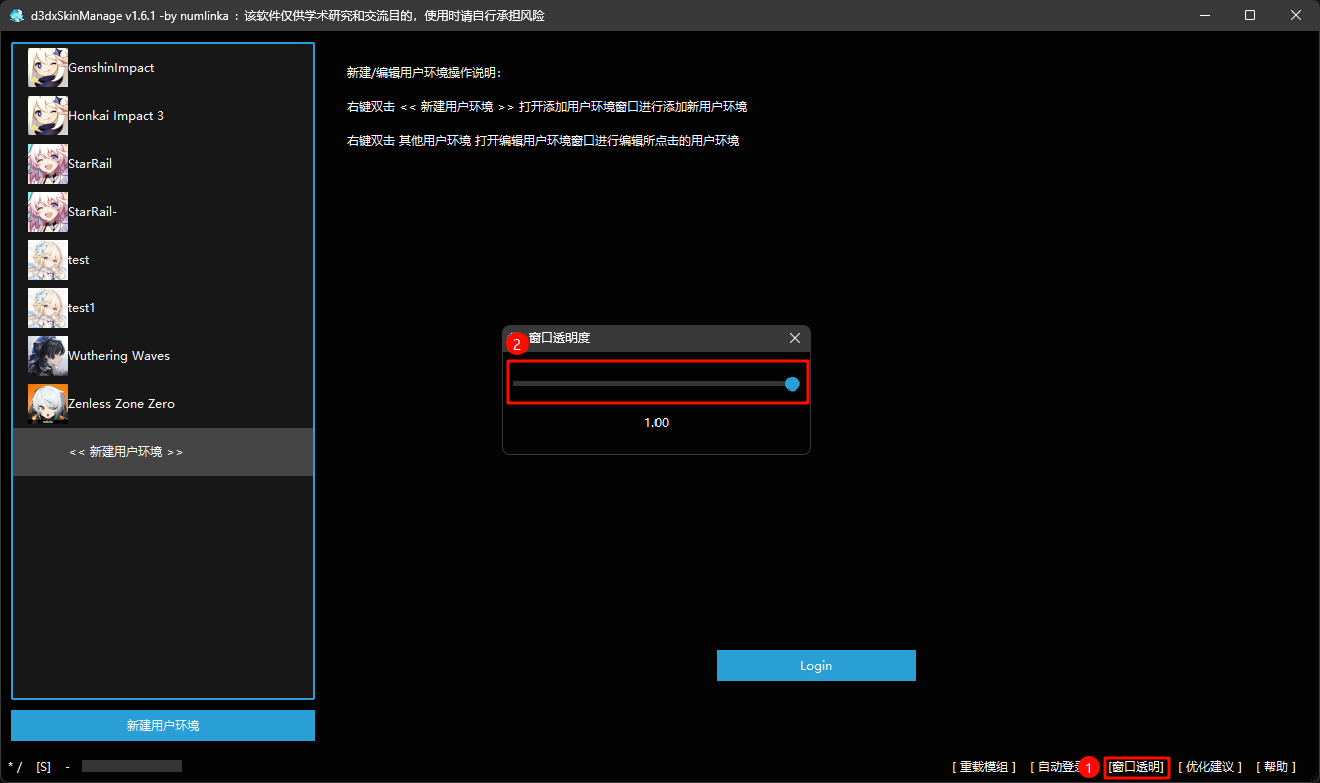 d3dxSkinManage v1.6.1 -by numlinka ：该软件仅供学术研究和交流目的，使用时请自行承担风险
GenshinImpact
Honkai Impact 3
StarRail
StarRail-
test
test1
Wuthering Waves
Zenless Zone Zero
<< 新建用户环境 >>
新建/编辑用户环境操作说明：
右键双击 << 新建用户环境 >> 打开添加用户环境窗口进行添加新用户环境
右键双击 其他用户环境 打开编辑用户环境窗口进行编辑所点击的用户环境
2 窗口透明度
1.00
Login
新建用户环境
* / [S] -
[ 重载模组 ] [ 自动登 1 [窗口透明] [ 优化建议 ] [ 帮助 ]